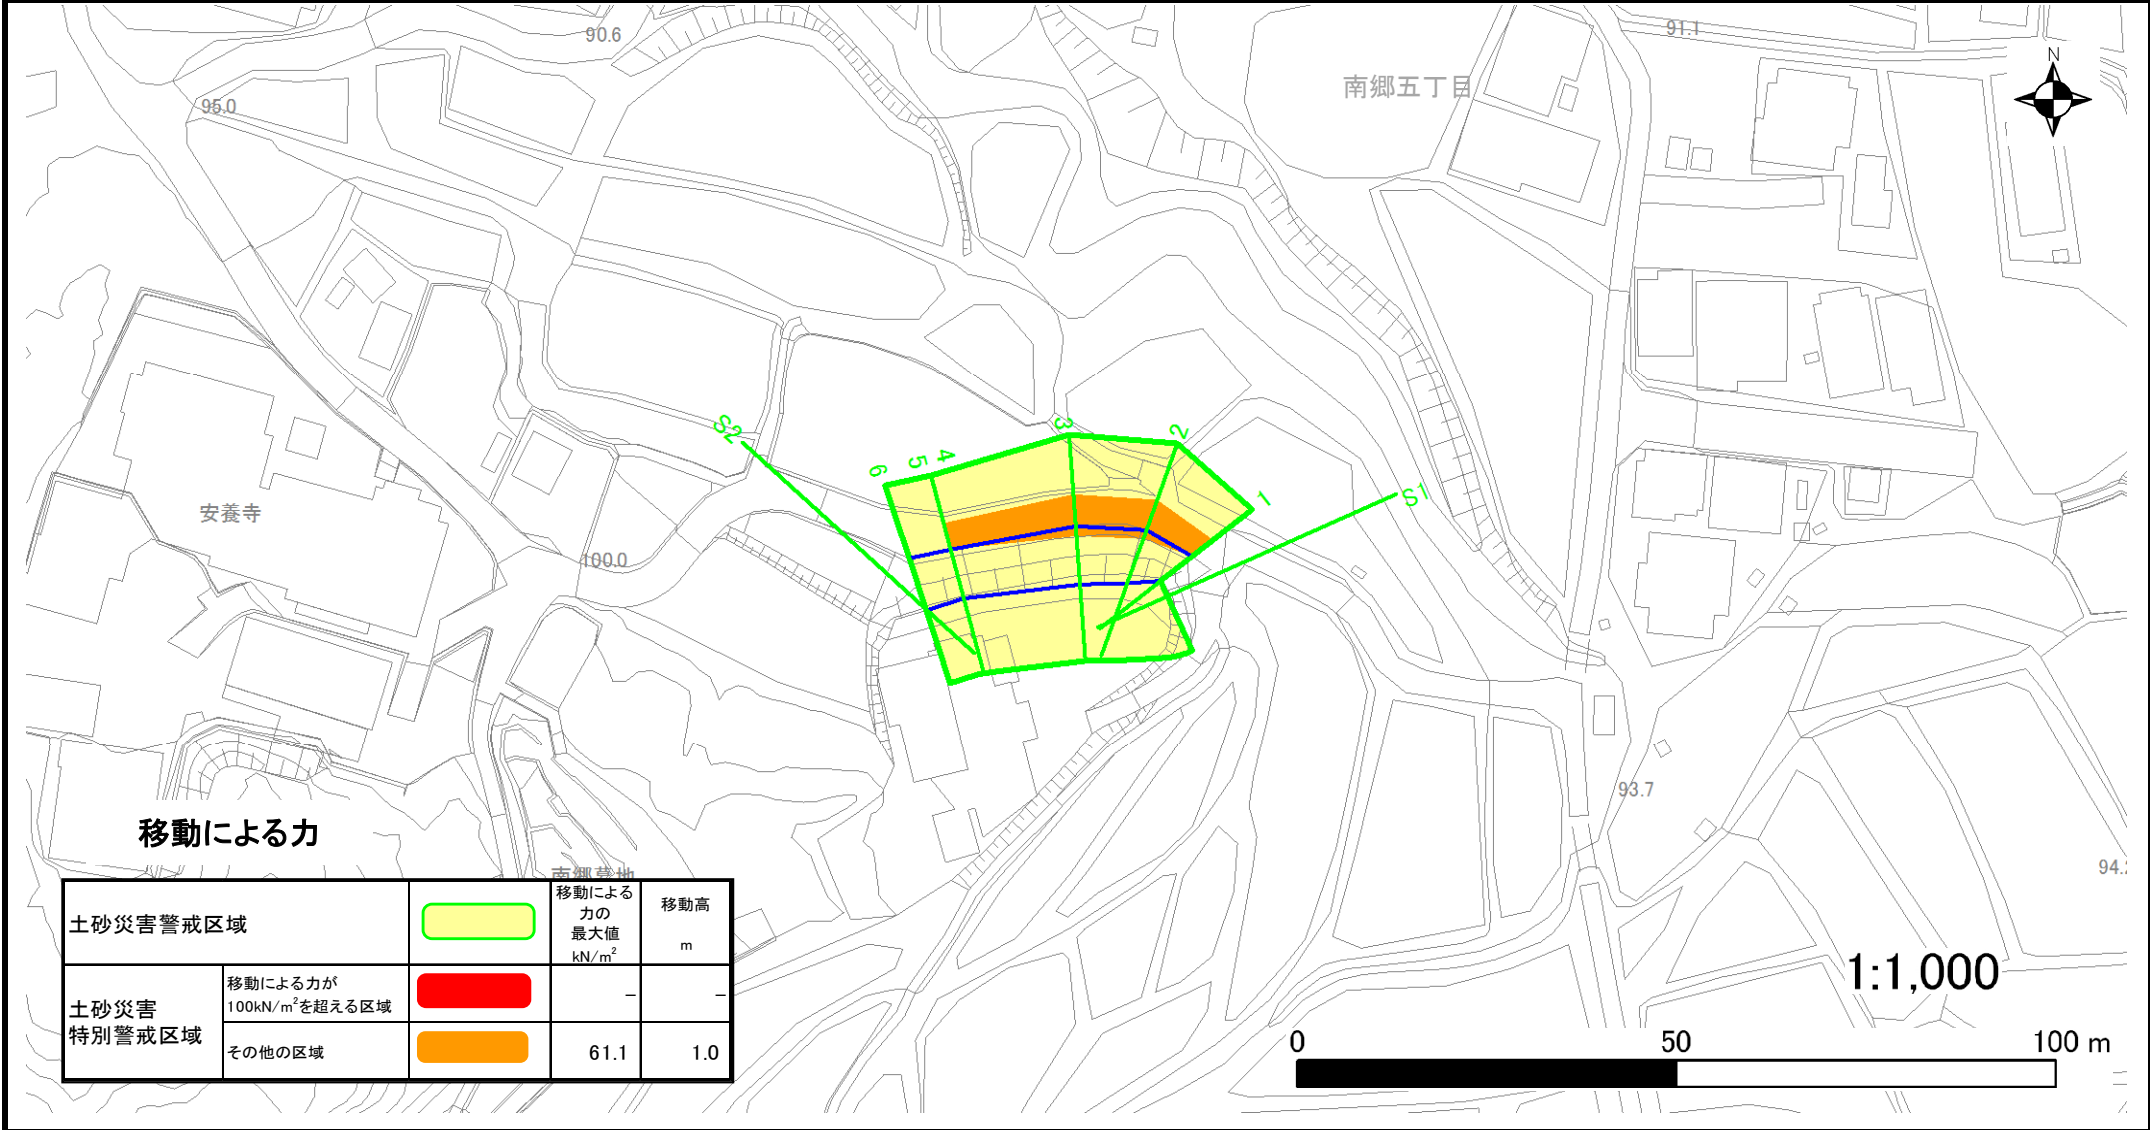 90.6
91.1
N
南郷五丁目
95.0
S2
3
2
6
5
4
1
S1
安養寺
100.0
93.7
移動による力
94.2
南郷墓地
土砂災害警戒区域
移動による
力の
最大値
kN/m²
移動高
m
土砂災害
特別警戒区域
移動による力が
100kN/m²を超える区域
–
–
その他の区域
61.1
1.0
1:1,000
0
50
100 m